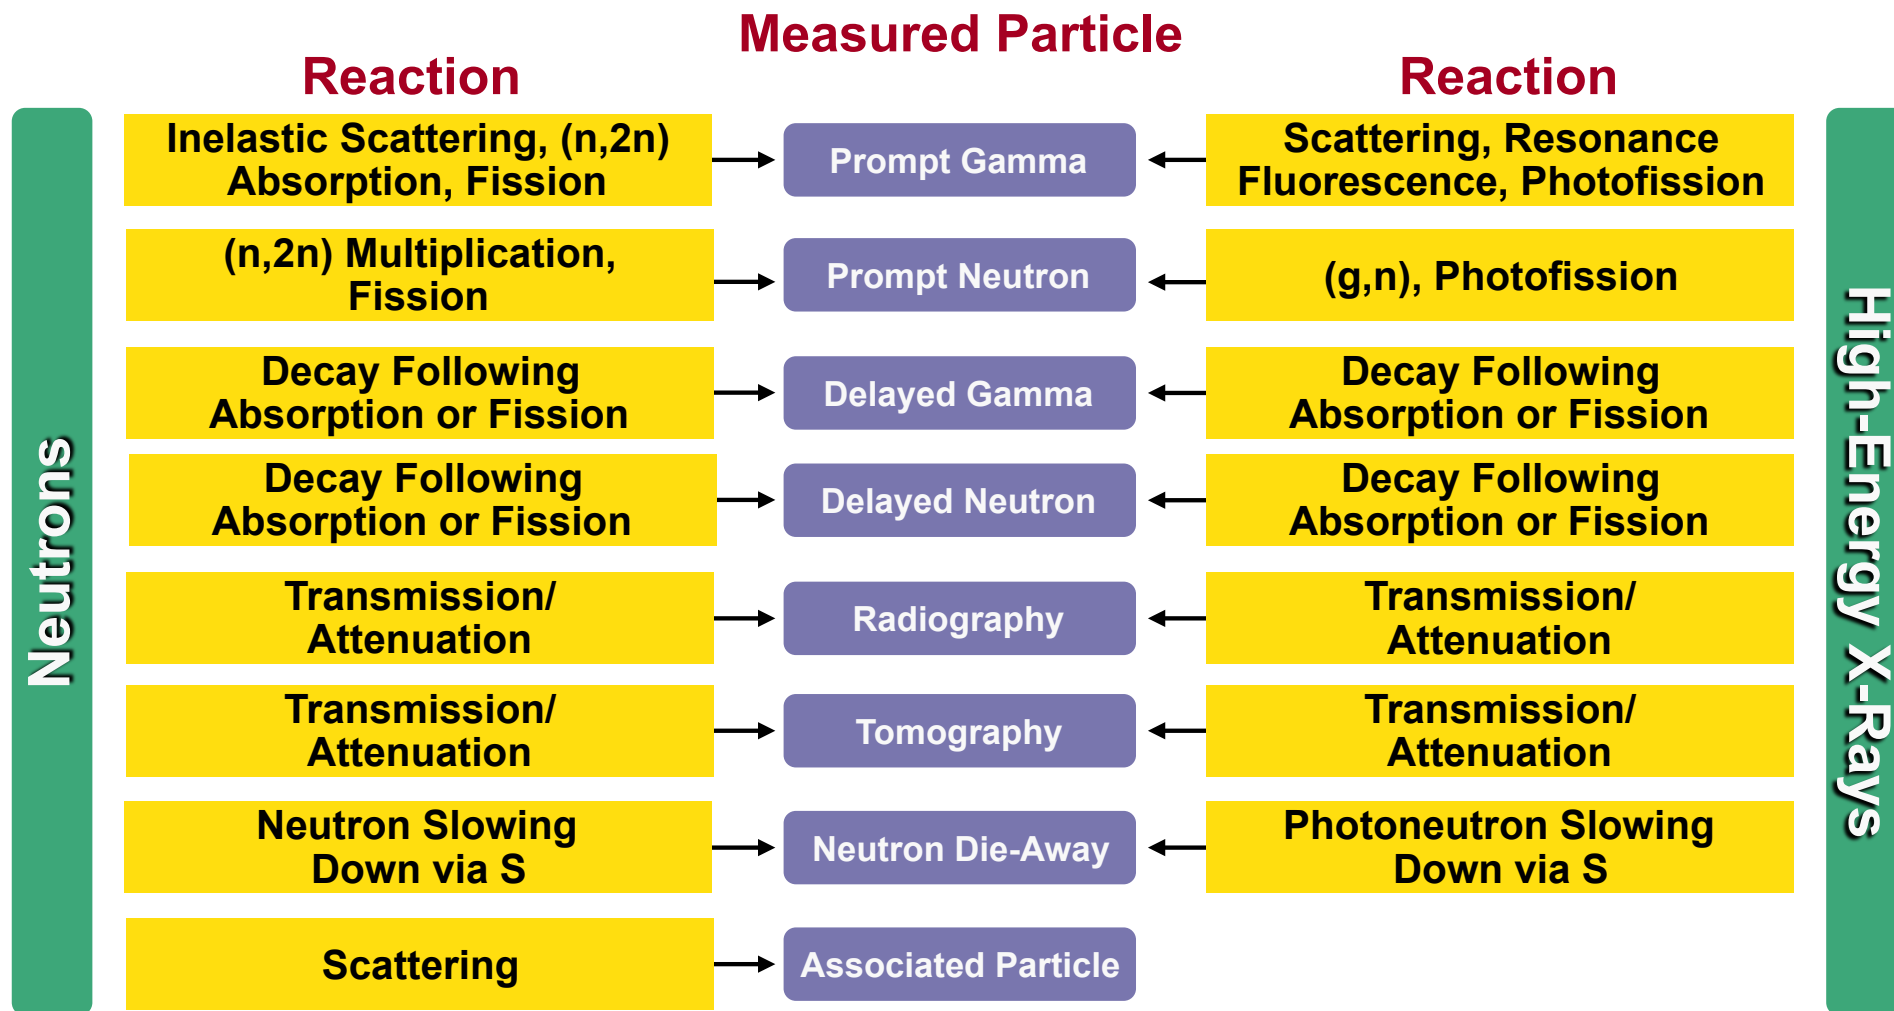 Measured Particle
Reaction
Reaction
Neutrons
High-Energy X-Rays
Inelastic Scattering, (n,2n)
Absorption, Fission
Prompt Gamma
Scattering, Resonance
Fluorescence, Photofission
(n,2n) Multiplication,
Fission
Prompt Neutron
(g,n), Photofission
Decay Following
Absorption or Fission
Delayed Gamma
Decay Following
Absorption or Fission
Decay Following
Absorption or Fission
Delayed Neutron
Decay Following
Absorption or Fission
Transmission/
Attenuation
Radiography
Transmission/
Attenuation
Transmission/
Attenuation
Tomography
Transmission/
Attenuation
Neutron Slowing
Down via S
Neutron Die-Away
Photoneutron Slowing
Down via S
Scattering
Associated Particle